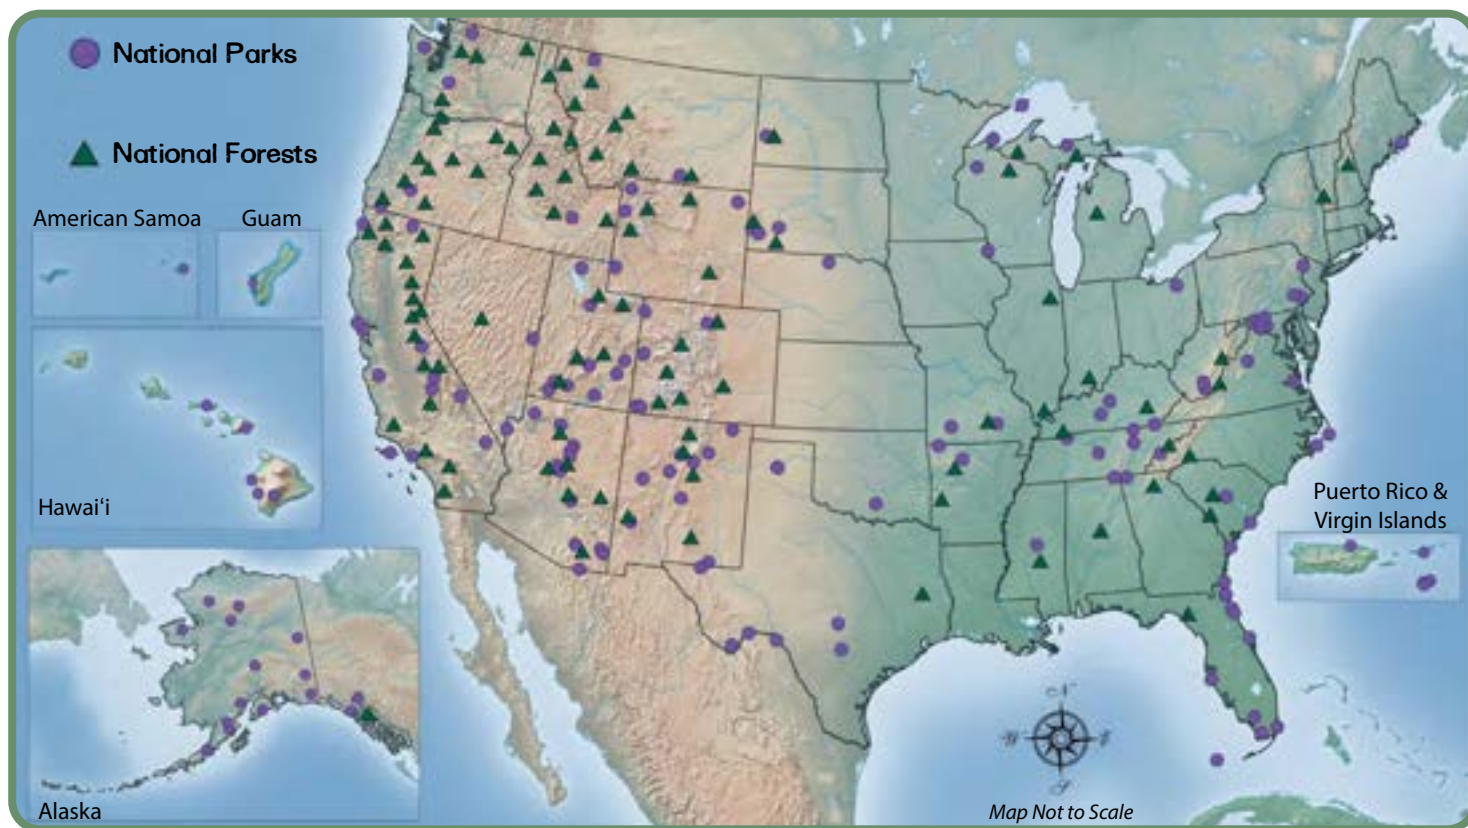 National Parks
National Forests
American Samoa
Guam
Hawai‘i
Alaska
Puerto Rico &
Virgin Islands
N
S
Map Not to Scale